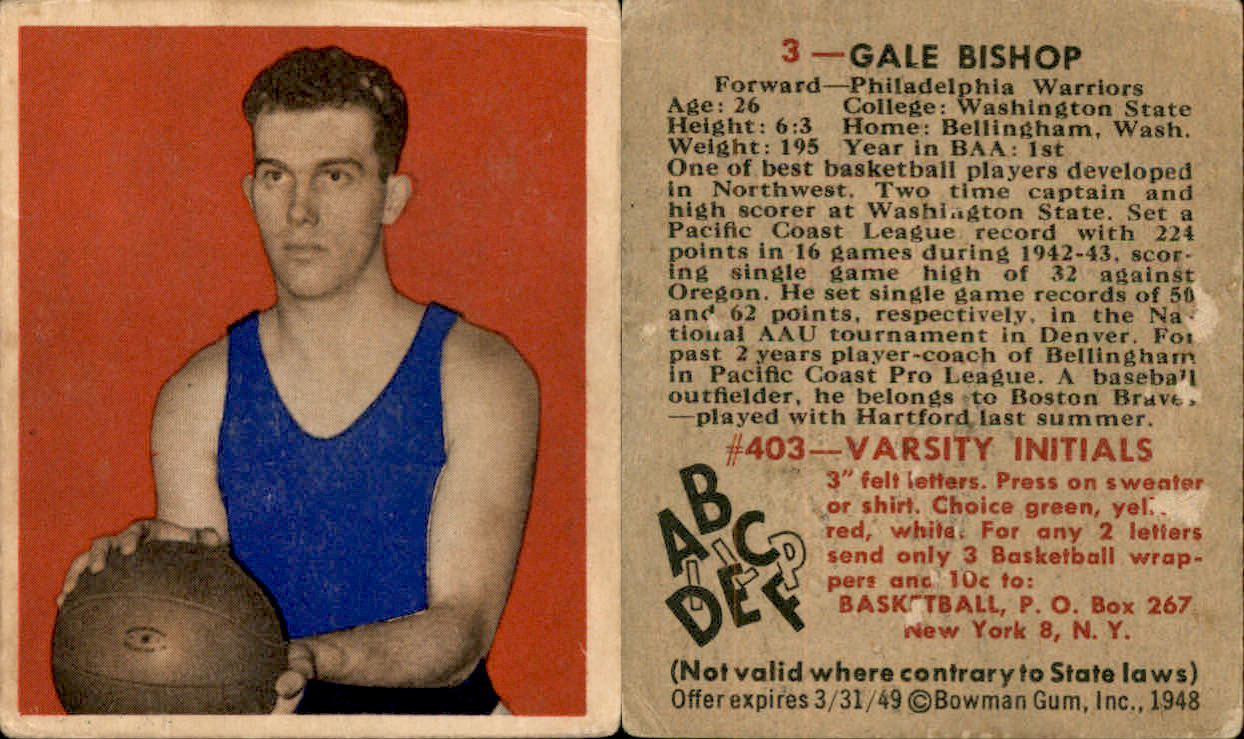 3—GALE BISHOP
Forward—Philadelphia Warriors
Age: 26 College: Washington State
Height: 6:3 Home: Bellingham, Wash.
Weight: 195 Year in BAA: 1st
One of best basketball players developed
in Northwest. Two time captain and
high scorer at Washington State. Set a
Pacific Coast League record with 224
points in 16 games during 1942-43, scor-
ing single game high of 32 against
Oregon. He set single game records of 50
and 62 points, respectively, in the Na-
tional AAU tournament in Denver. For
past 2 years player-coach of Bellingham
in Pacific Coast Pro League. A baseball
outfielder, he belongs to Boston Braves
—played with Hartford last summer.
#403—VARSITY INITIALS
3" felt letters. Press on sweater
or shirt. Choice green,
red, white. For any 2 letters
send only 3 Basketball wrap-
pers and 10c to:
BASKETBALL, P. O. Box 267
New York 8, N. Y.
A B C D E F
(Not valid where contrary to State laws)
Offer expires 3/31/49 ©Bowman Gum, Inc., 1948